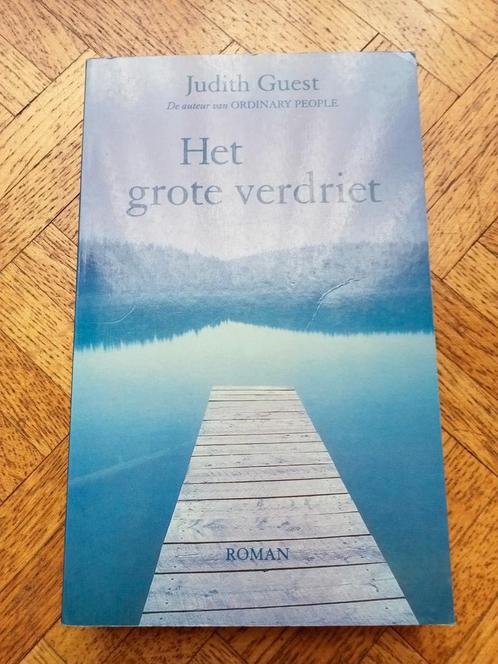 Judith Guest
De auteur van ORDINARY PEOPLE
Het
grote verdriet
ROMAN